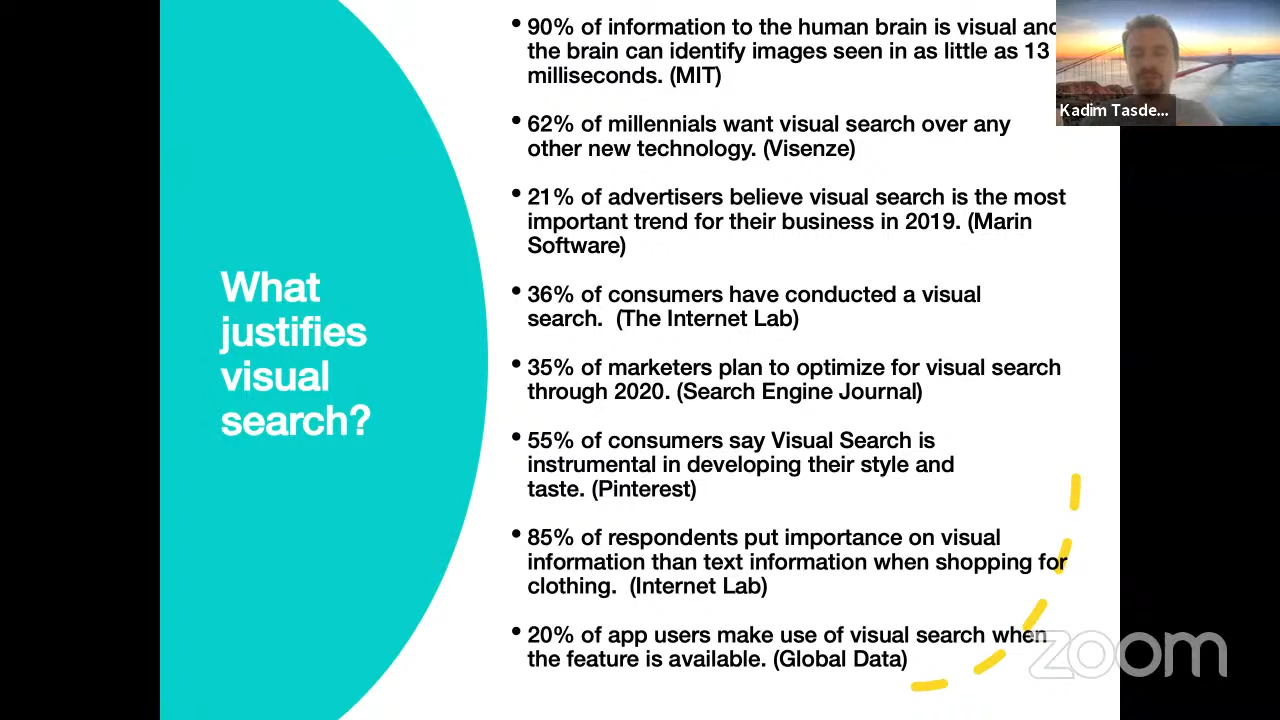 What
justifies
visual
search?
• 90% of information to the human brain is visual and
the brain can identify images seen in as little as 13
milliseconds. (MIT)
• 62% of millennials want visual search over any
other new technology. (Visenze)
• 21% of advertisers believe visual search is the most
important trend for their business in 2019. (Marin
Software)
• 36% of consumers have conducted a visual
search.  (The Internet Lab)
• 35% of marketers plan to optimize for visual search
through 2020. (Search Engine Journal)
• 55% of consumers say Visual Search is
instrumental in developing their style and
taste. (Pinterest)
• 85% of respondents put importance on visual
information than text information when shopping for
clothing.  (Internet Lab)
• 20% of app users make use of visual search when
the feature is available. (Global Data)
Kadim Tasde...
zoom